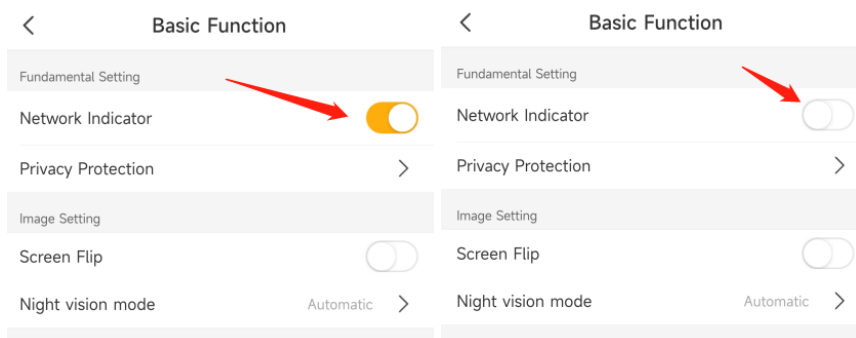 Basic Function
Fundamental Setting
Network Indicator
Privacy Protection
Image Setting
Screen Flip
Night vision mode Automatic
Basic Function
Fundamental Setting
Network Indicator
Privacy Protection
Image Setting
Screen Flip
Night vision mode Automatic